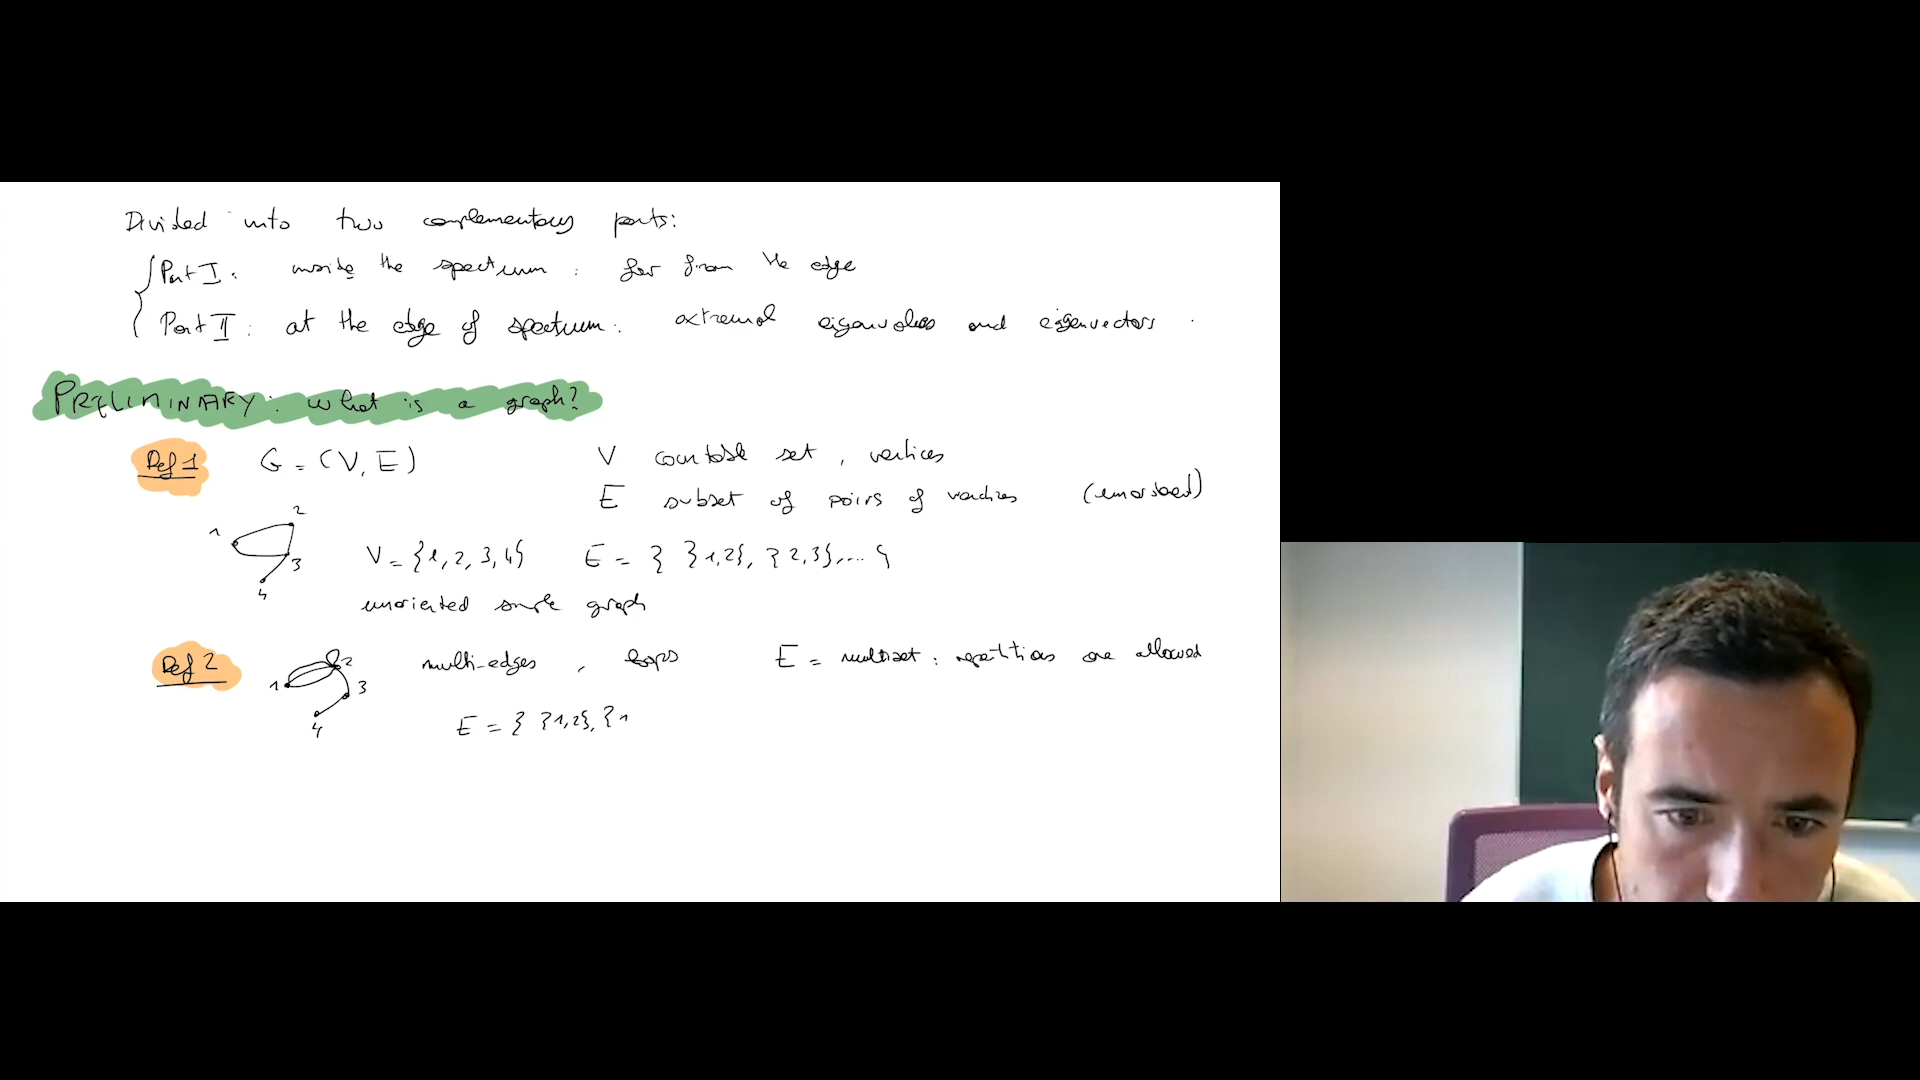 Divided into two complementary parts:
Part I: inside the spectrum: far from the edge
Part II: at the edge of spectrum: extremal eigenvalues and eigenvectors.
PRELIMINARY: What is a graph?
Def 1 G = (V, E) V countable set, vertices
E subset of pairs of vertices (unordered)
1 2 3 4
V = {1, 2, 3, 4} E = { {1,2}, {2,3}, ... }
unoriented simple graph
Def 2 multi-edges, loops E = multiset: repetitions are allowed
1 2 3 4
E = { {1,2}, {1